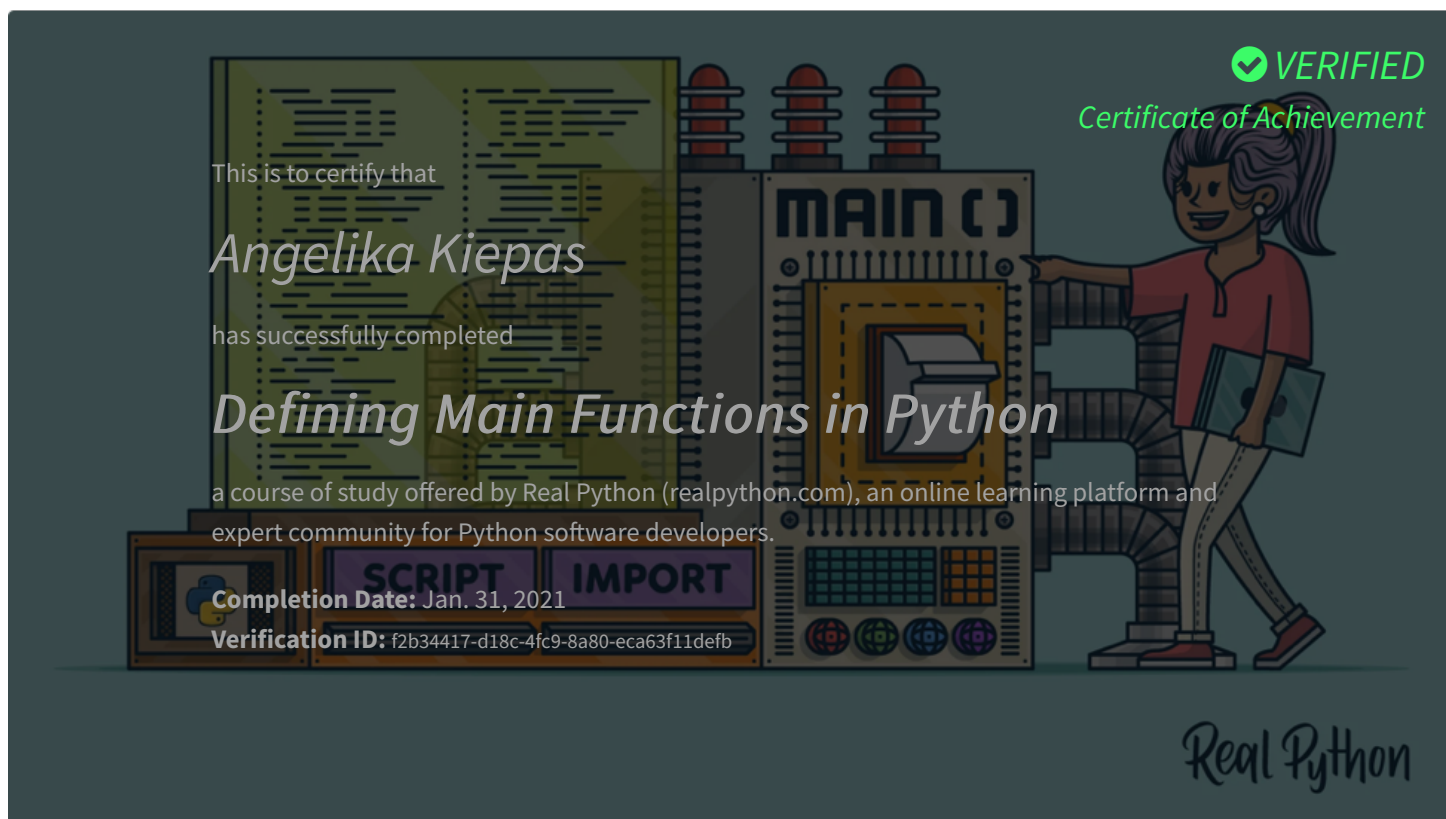 VERIFIED
Certificate of Achievement
This is to certify that
MAIN ()
Angelika Kiepas
has successfully completed
Defining Main Functions in Python
a course of study offered by Real Python (realpython.com), an online learning platform and
expert community for Python software developers.
SCRIPT IMPORT
Completion Date: Jan. 31, 2021
Verification ID: f2b34417-d18c-4fc9-8a80-eca63f11defb
Real Python